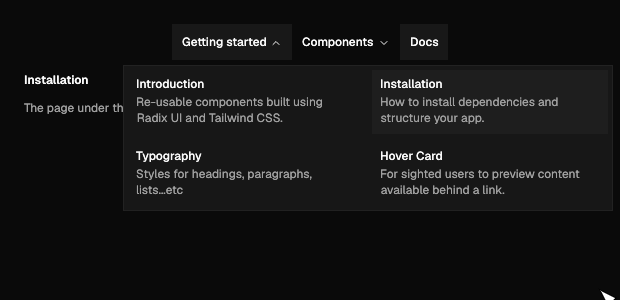 Getting started Components Docs
Installation
The page under th
Introduction
Re-usable components built using
Radix UI and Tailwind CSS.
Installation
How to install dependencies and
structure your app.
Typography
Styles for headings, paragraphs,
lists...etc
Hover Card
For sighted users to preview content
available behind a link.